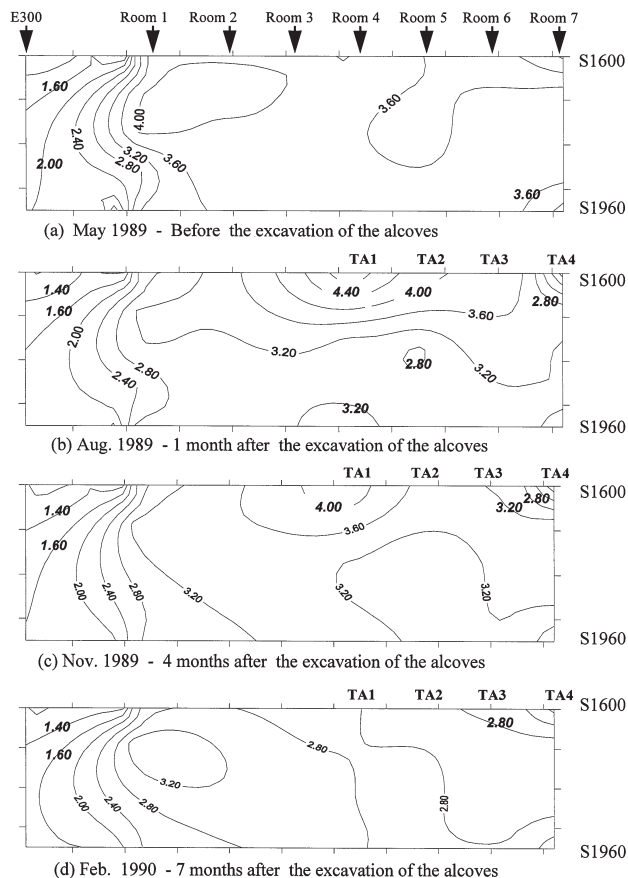 E300 Room 1 Room 2 Room 3 Room 4 Room 5 Room 6 Room 7
S1600
1.60
3.60
4.00
2.40
3.20
2.00
2.80
3.60
3.60
S1960
(a) May 1989 - Before the excavation of the alcoves
TA1 TA2 TA3 TA4
S1600
1.40
4.40
4.00
2.80
1.60
3.60
2.00
3.20
2.80
2.80
3.20
2.40
3.20
S1960
(b) Aug. 1989 - 1 month after the excavation of the alcoves
TA1 TA2 TA3 TA4
S1600
1.40
4.00
3.20
2.80
3.60
1.60
2.00
2.40
2.80
3.20
3.20
3.20
S1960
(c) Nov. 1989 - 4 months after the excavation of the alcoves
TA1 TA2 TA3 TA4
S1600
1.40
2.80
2.80
1.60
3.20
2.00
2.40
2.80
2.80
S1960
(d) Feb. 1990 - 7 months after the excavation of the alcoves